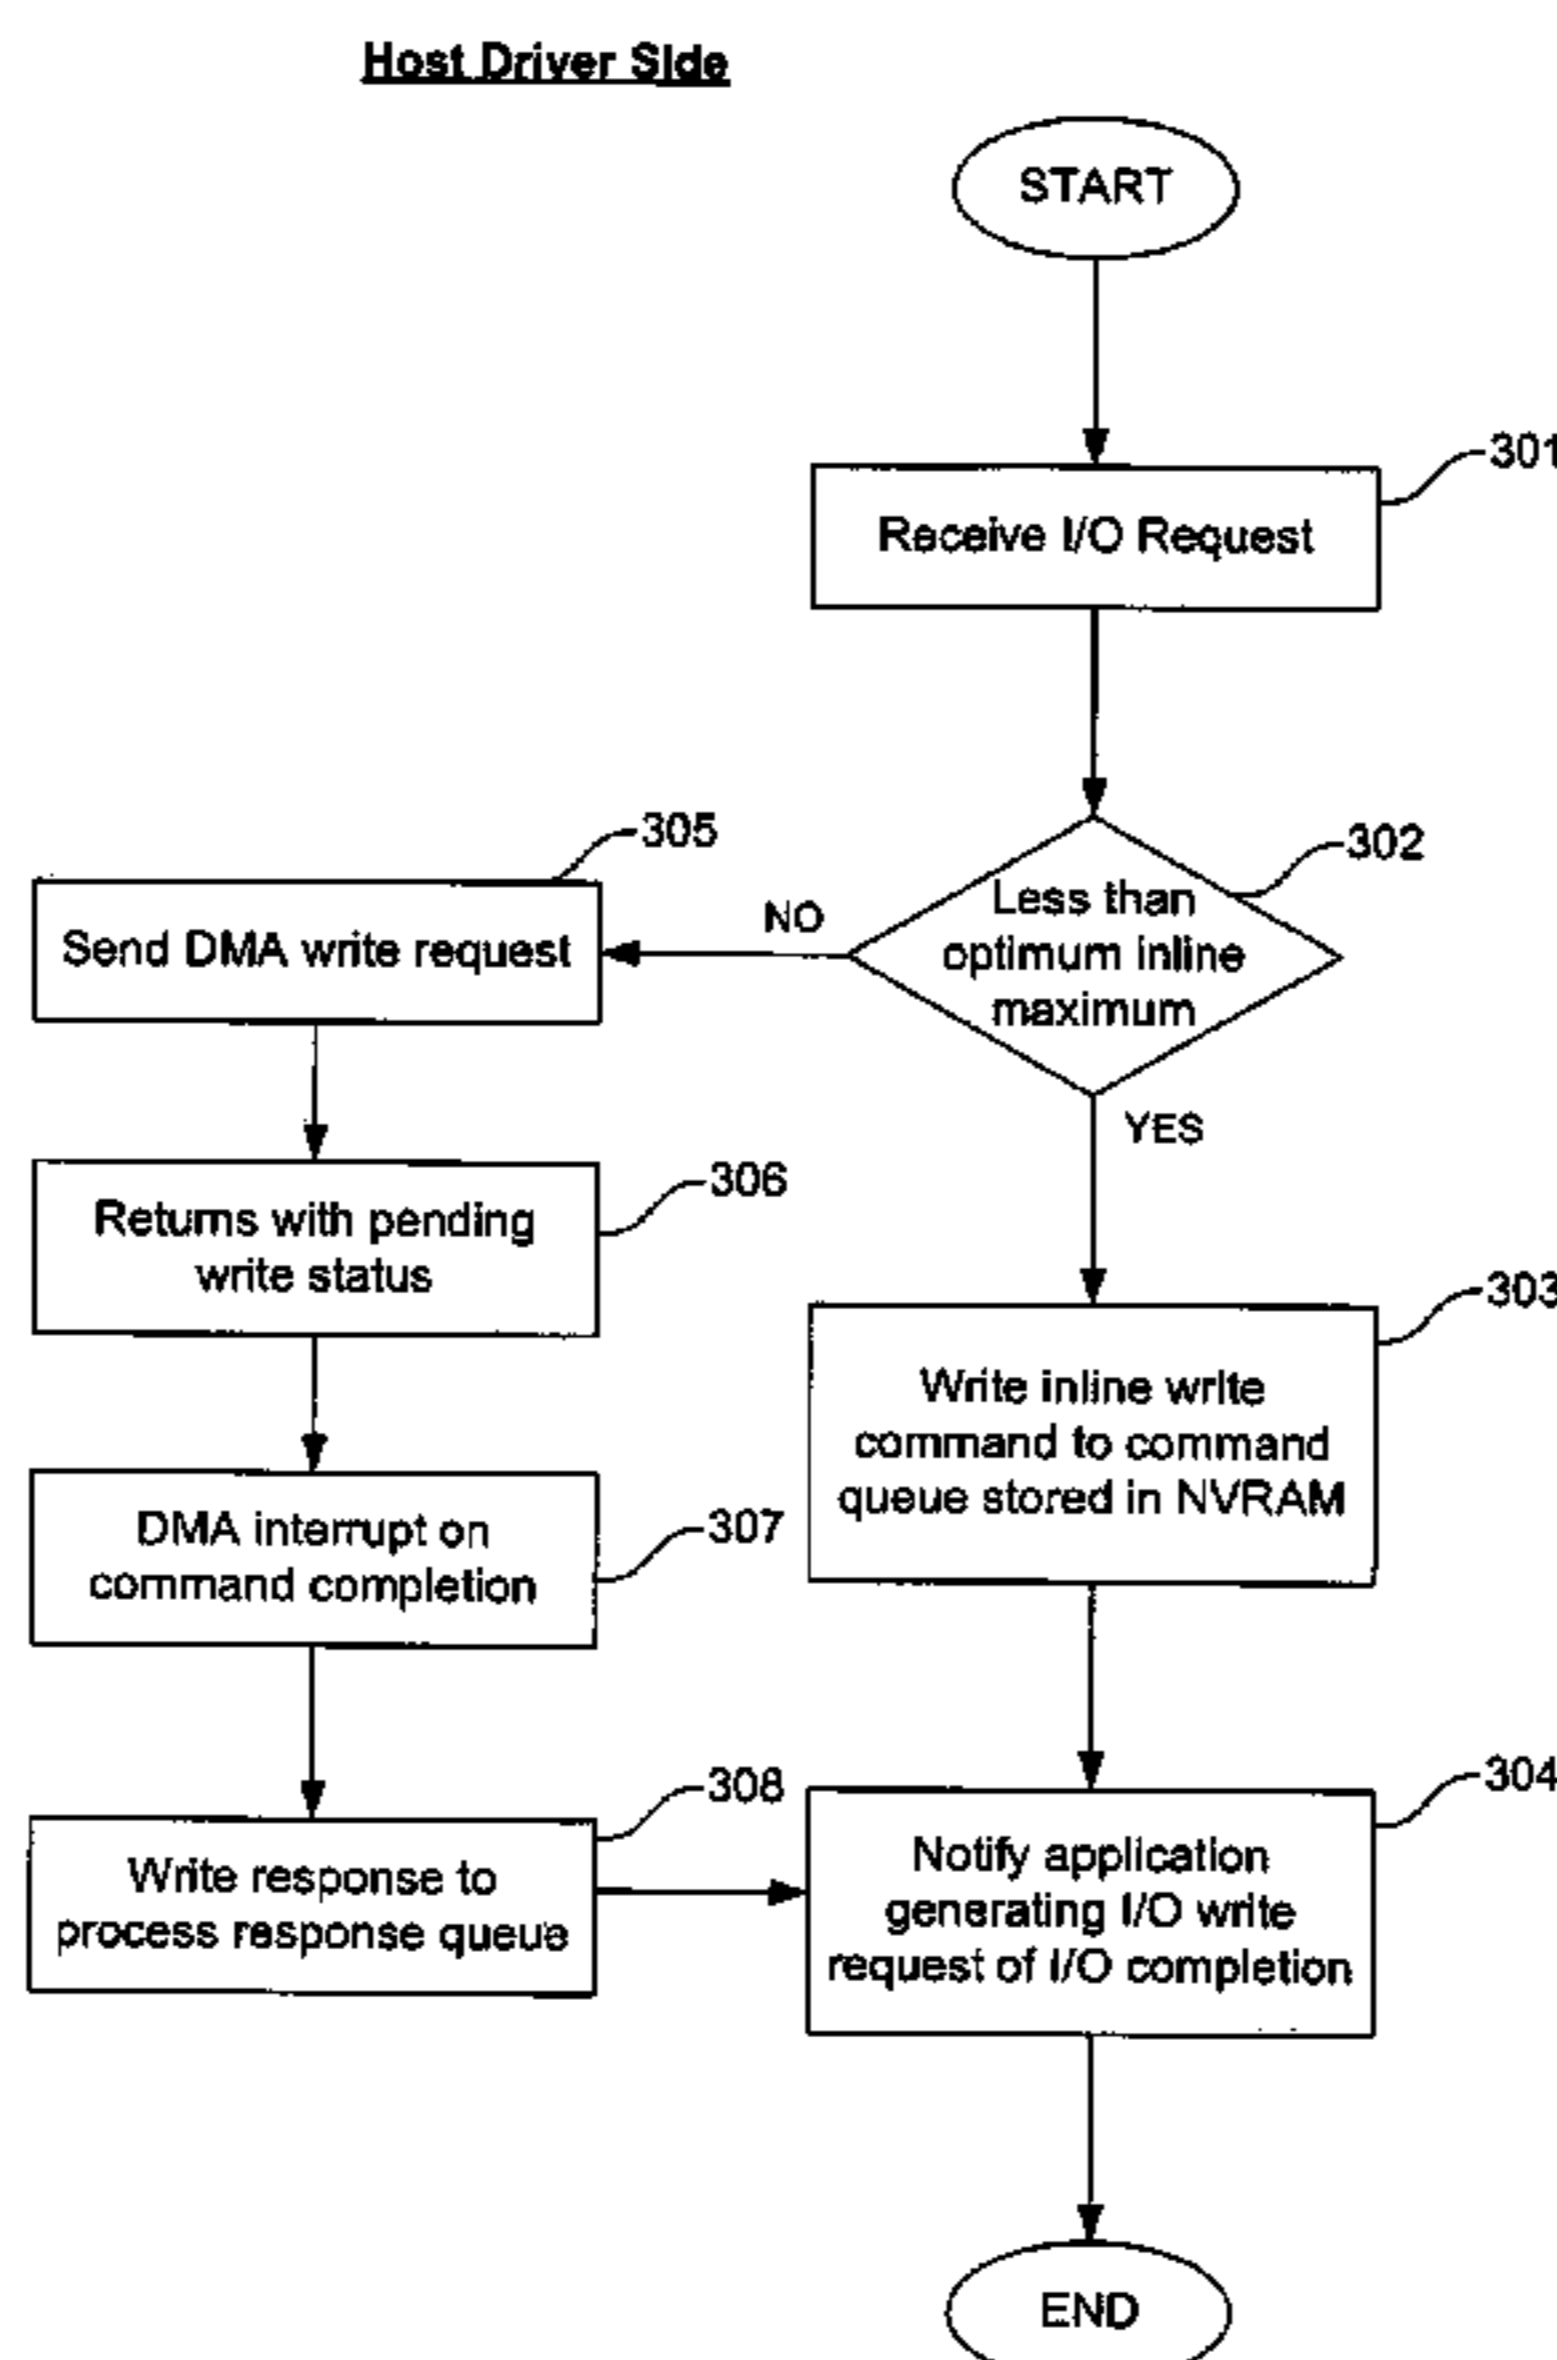 Host Driver Side
START
301
Receive I/O Request
302
Less than
optimum inline
maximum
NO
YES
305
Send DMA write request
306
Returns with pending
write status
307
DMA interrupt on
command completion
308
Write response to
process response queue
303
Write inline write
command to command
queue stored in NVRAM
304
Notify application
generating I/O write
request of I/O completion
END